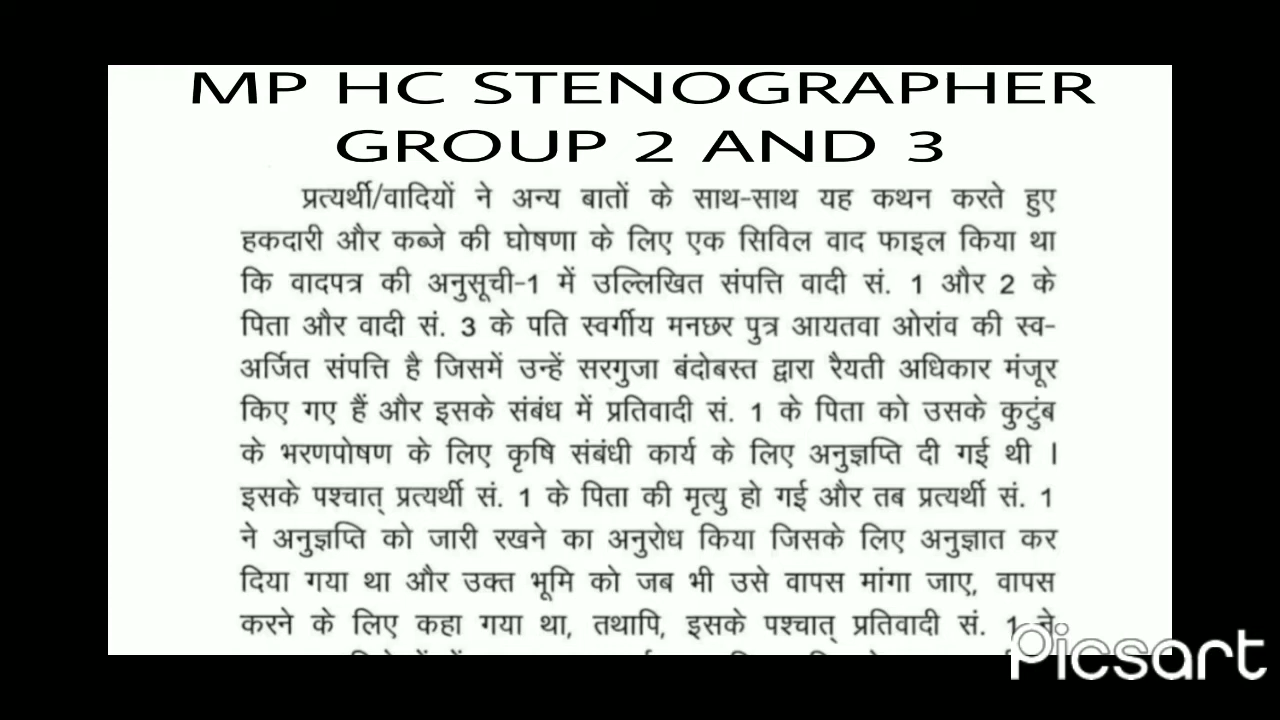 MP HC STENOGRAPHER
GROUP 2 AND 3
प्रत्यर्थी/वादियों ने अन्य बातों के साथ-साथ यह कथन करते हुए
हकदारी और कब्जे की घोषणा के लिए एक सिविल वाद फाइल किया था
कि वादपत्र की अनुसूची-1 में उल्लिखित संपत्ति वादी सं. 1 और 2 के
पिता और वादी सं. 3 के पति स्वर्गीय मनछर पुत्र आयतवा ओरांव की स्व-
अर्जित संपत्ति है जिसमें उन्हें सरगुजा बंदोबस्त द्वारा रैयती अधिकार मंजूर
किए गए हैं और इसके संबंध में प्रतिवादी सं. 1 के पिता को उसके कुटुंब
के भरणपोषण के लिए कृषि संबंधी कार्य के लिए अनुज्ञप्ति दी गई थी ।
इसके पश्चात् प्रत्यर्थी सं. 1 के पिता की मृत्यु हो गई और तब प्रत्यर्थी सं. 1
ने अनुज्ञप्ति को जारी रखने का अनुरोध किया जिसके लिए अनुज्ञात कर
दिया गया था और उक्त भूमि को जब भी उसे वापस मांगा जाए, वापस
करने के लिए कहा गया था, तथापि, इसके पश्चात् प्रतिवादी सं. 1 ने
Picsart